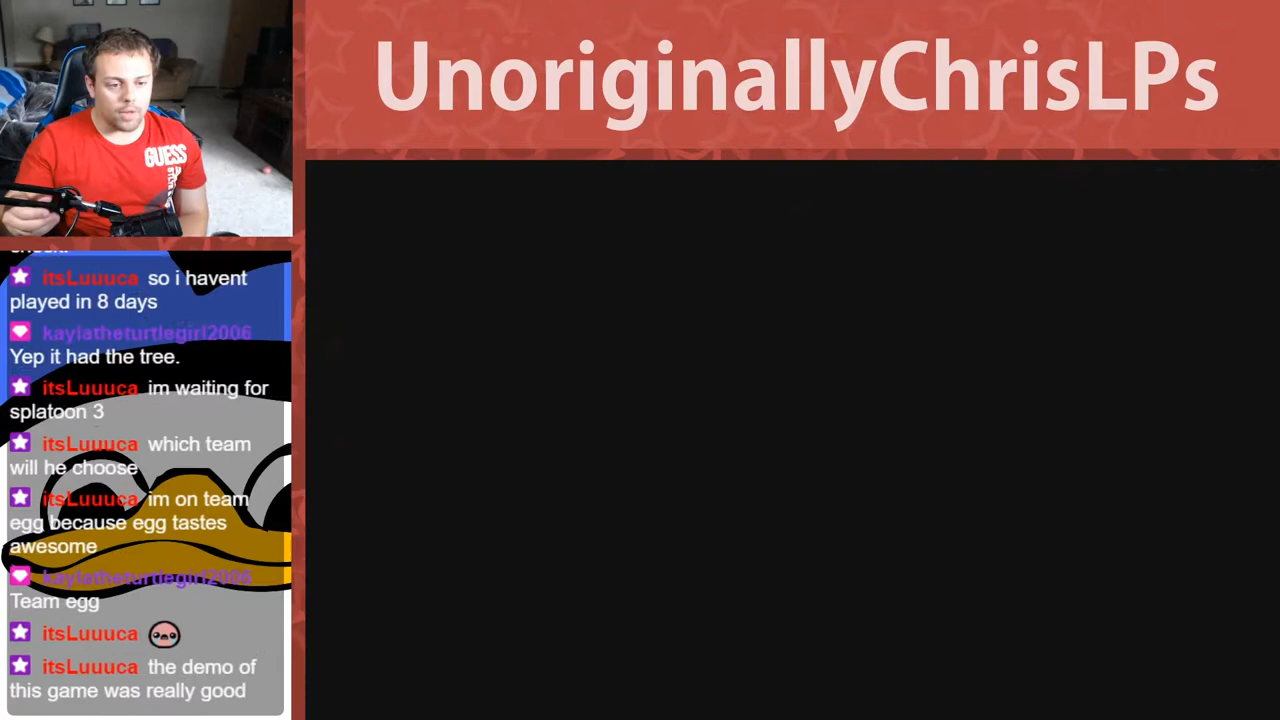 UnoriginallyChrisLPs
GUESS
itsLuuuca so i havent
played in 8 days
kaylatheturtlegirl2006
Yep it had the tree.
itsLuuuca im waiting for
splatoon 3
itsLuuuca which team
will he choose
itsLuuuca im on team
egg because egg tastes
awesome
kaylatheturtlegirl2006
Team egg
itsLuuuca
itsLuuuca the demo of
this game was really good